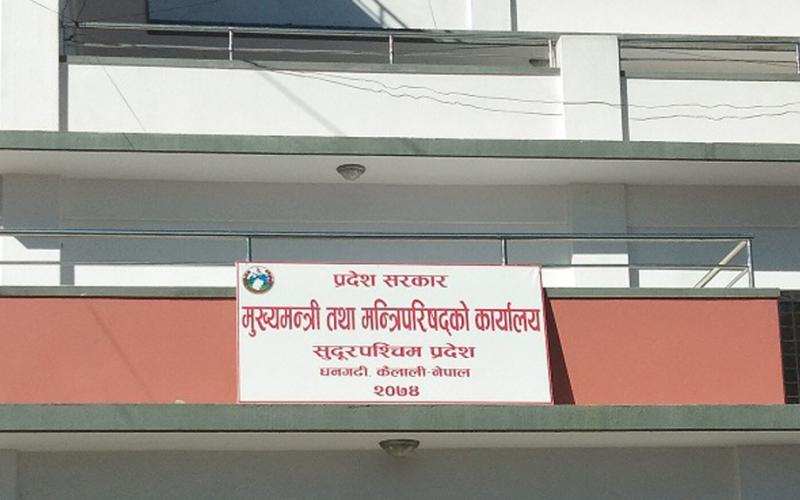 प्रदेश सरकार
मुख्यमन्त्री तथा मन्त्रिपरिषद्को कार्यालय
सुदूरपश्चिम प्रदेश
धनगढी, कैलाली-नेपाल
२०७४